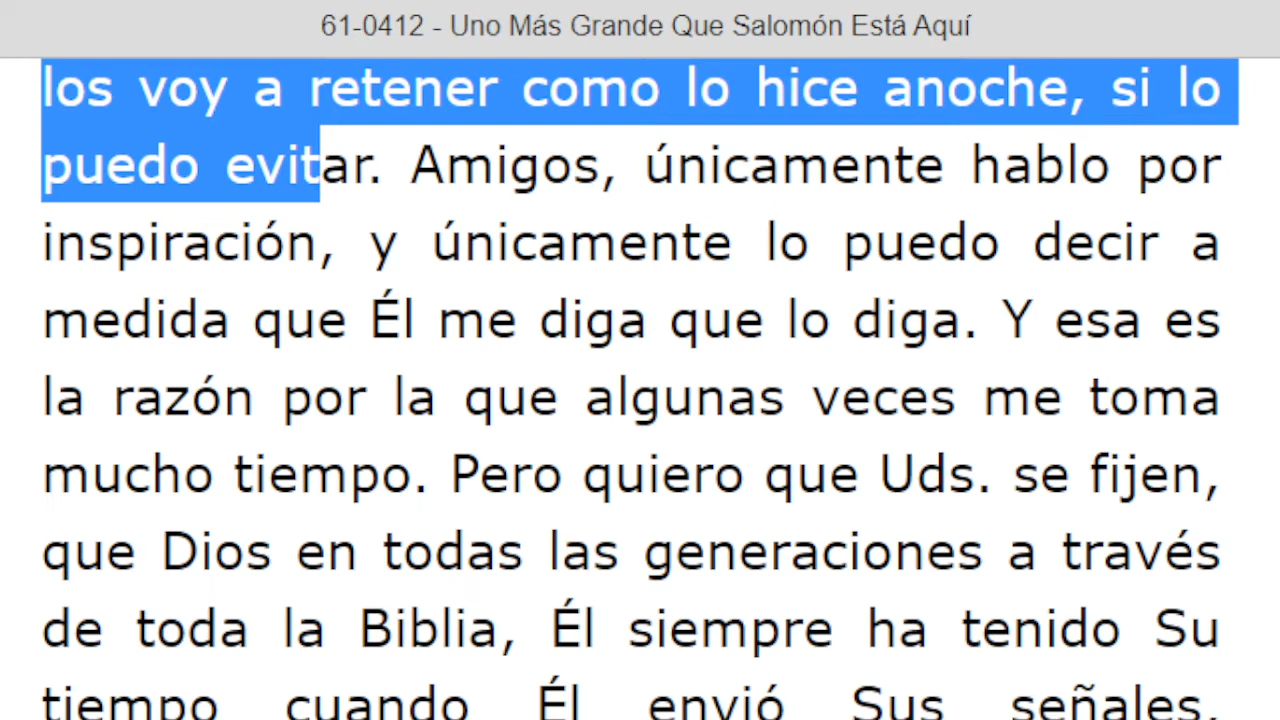 61-0412 - Uno Más Grande Que Salomón Está Aquí
los voy a retener como lo hice anoche, si lo
puedo evitar. Amigos, únicamente hablo por
inspiración, y únicamente lo puedo decir a
medida que Él me diga que lo diga. Y esa es
la razón por la que algunas veces me toma
mucho tiempo. Pero quiero que Uds. se fijen,
que Dios en todas las generaciones a través
de toda la Biblia, Él siempre ha tenido Su
tiempo cuando Él envió Sus señales,